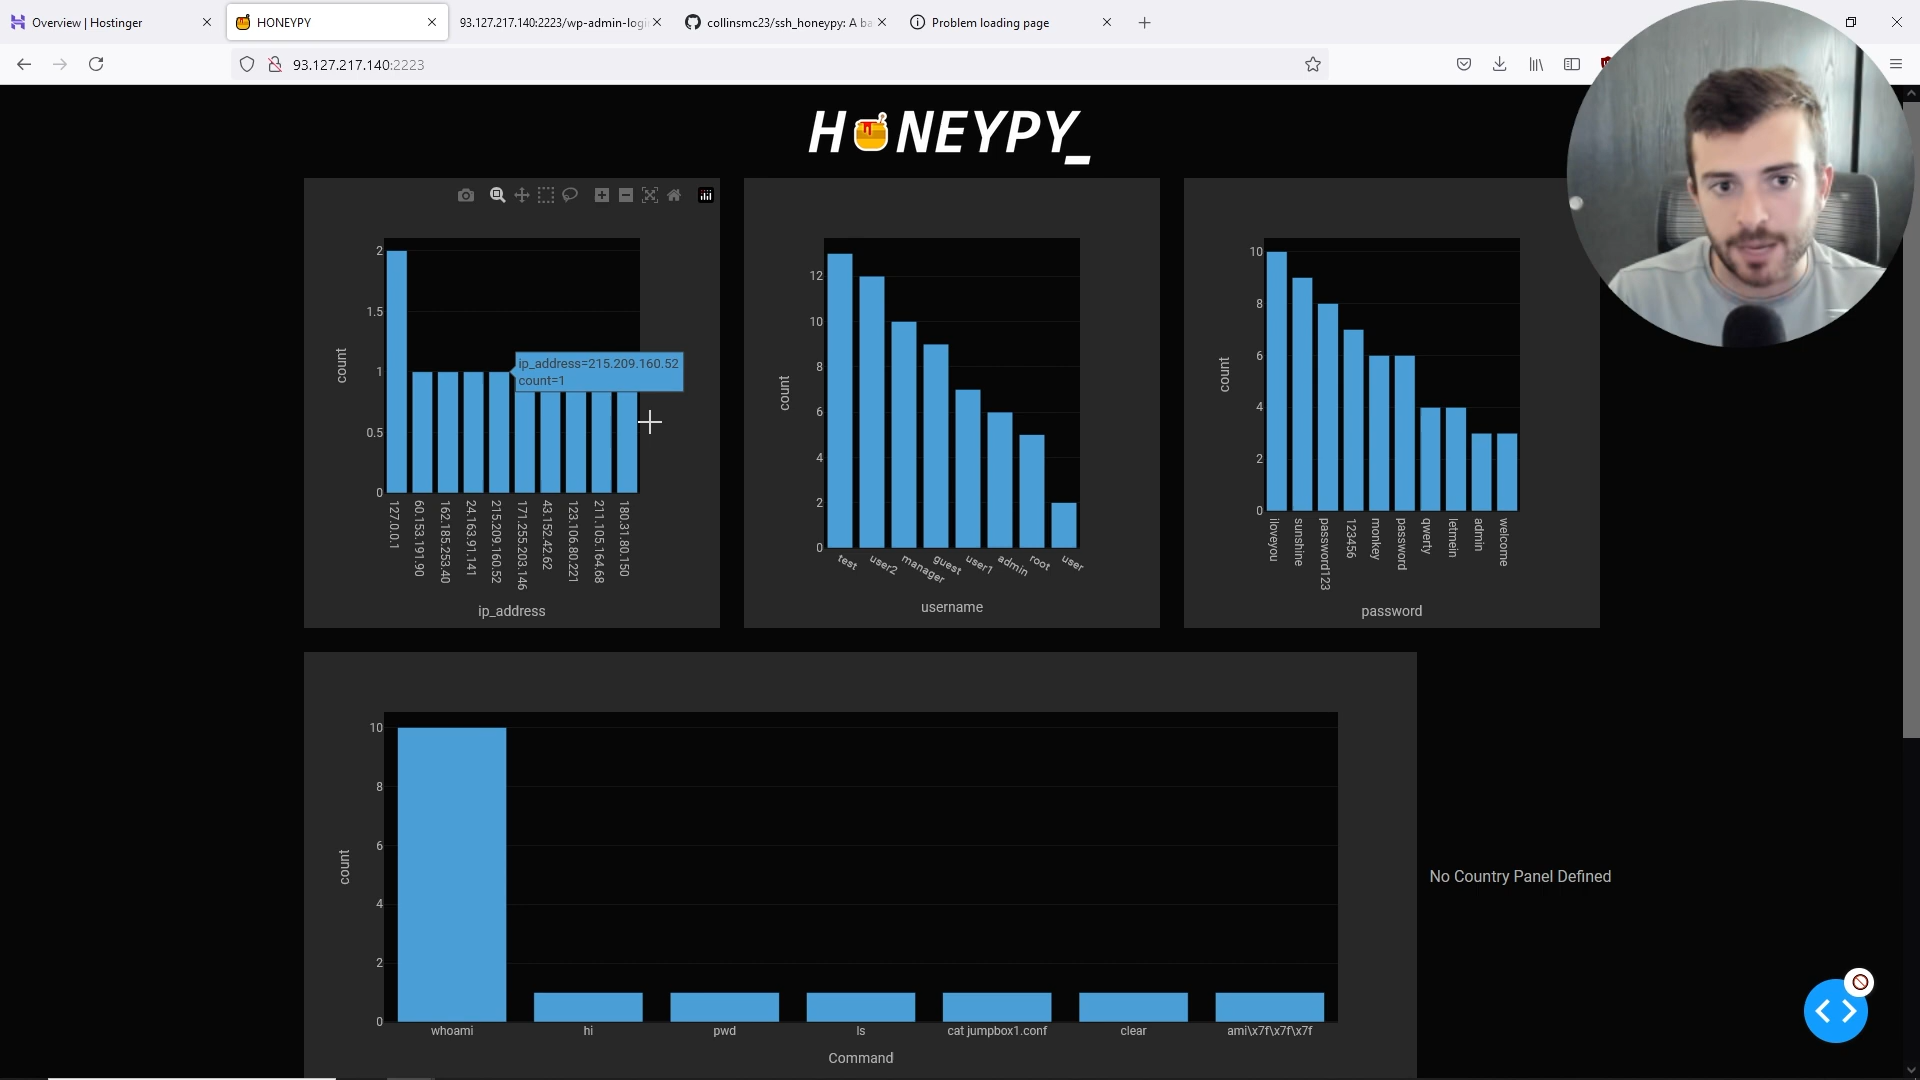 Overview | Hostinger
HONEYPY
93.127.217.140:2223/wp-admin-logi
collinsmc23/ssh_honeypy: A ba
Problem loading page
93.127.217.140:2223
H NEYPY_
count
2
1.5
1
0.5
0
ip_address=215.209.160.52
count=1
127.0.0.1
60.153.191.90
162.185.253.40
24.163.91.141
215.209.160.52
171.255.203.146
43.152.42.62
123.106.80.221
211.105.164.68
180.331.80.150
ip_address
count
12
10
8
6
4
2
0
test
user2
manager
guest
user1
admin
root
user
username
count
10
8
6
4
2
0
iloveyou
sunshine
password123
123456
monkey
password
qwerty
letmein
admin
welcome
password
count
10
8
6
4
2
0
whoami
hi
pwd
ls
cat jumpbox1.conf
clear
ami\x7f\x7f\x7f
Command
No Country Panel Defined